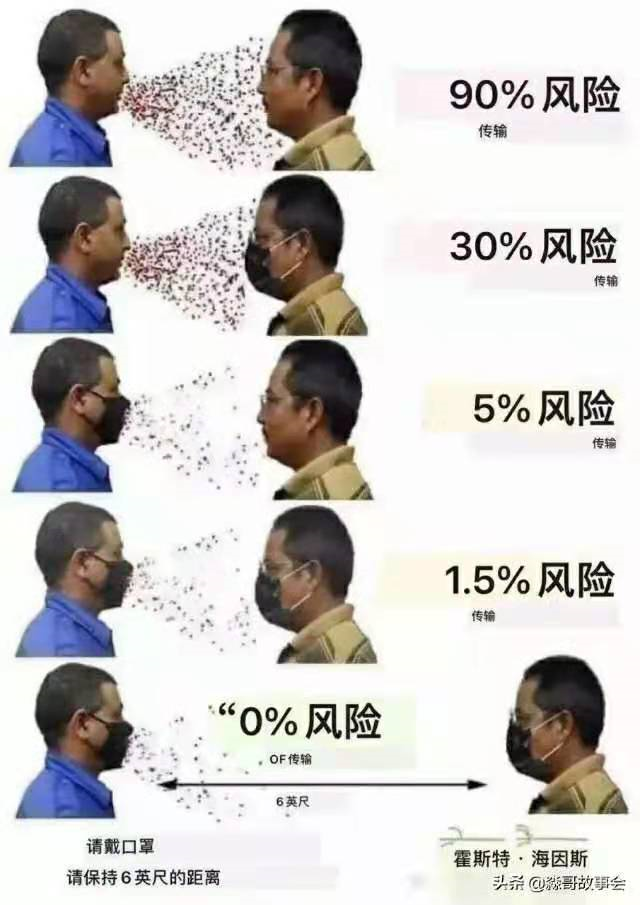 90%风险
传输
30%风险
传输
5%风险
传输
1.5%风险
传输
“0%风险
OF传输
6英尺
请戴口罩
请保持6英尺的距离
霍斯特·海因斯
头条@淼哥故事会